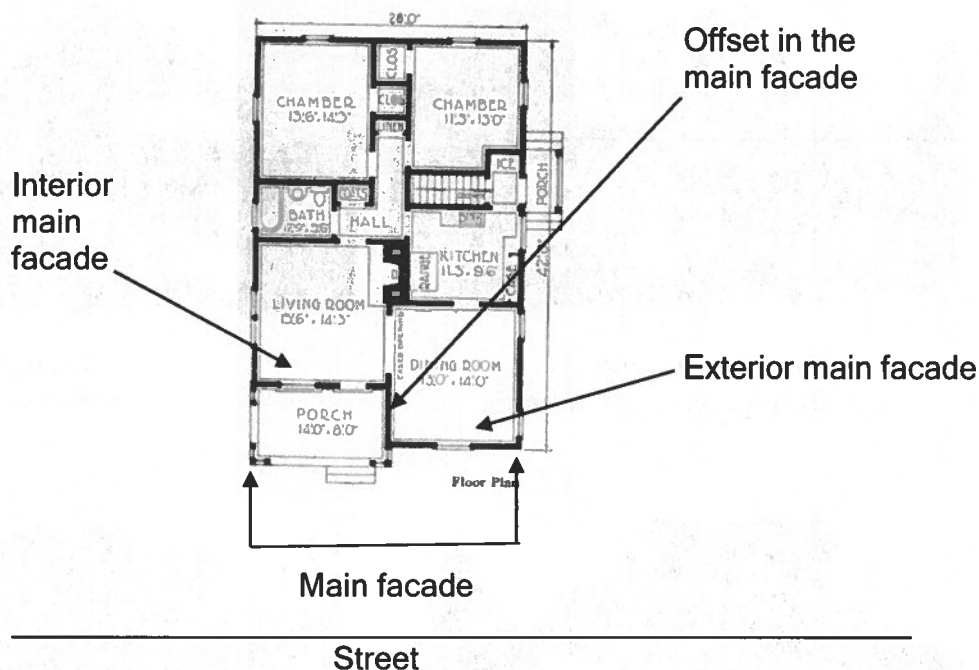 28'0"
Offset in the
main facade
CLOS
CHAMBER
13'6" · 14'3"
CLOS
CHAMBER
11'3" · 13'0"
LINEN
ICE
PORCH
Interior
main
facade
BATH
HALL
KITCHEN
11'3" · 9'6"
RANGE
LIVING ROOM
13'6" · 14'3"
CASED OPENING
DINING ROOM
13'0" · 14'0"
Exterior main facade
PORCH
14'0" · 8'0"
Floor Plan
Main facade
Street